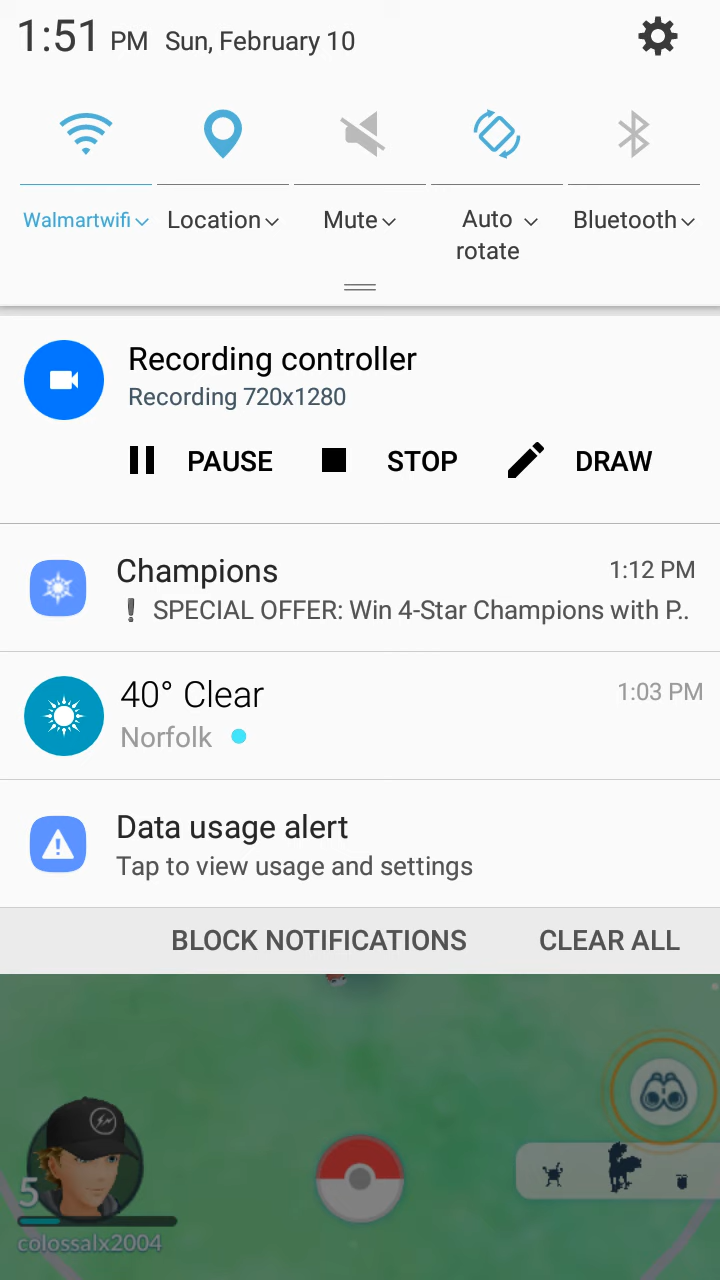 1:51 PM Sun, February 10
Walmartwifi Location Mute Auto rotate Bluetooth
Recording controller
Recording 720x1280
PAUSE STOP DRAW
Champions 1:12 PM
❗ SPECIAL OFFER: Win 4-Star Champions with P..
40° Clear 1:03 PM
Norfolk
Data usage alert
Tap to view usage and settings
BLOCK NOTIFICATIONS CLEAR ALL
5
colossalx2004